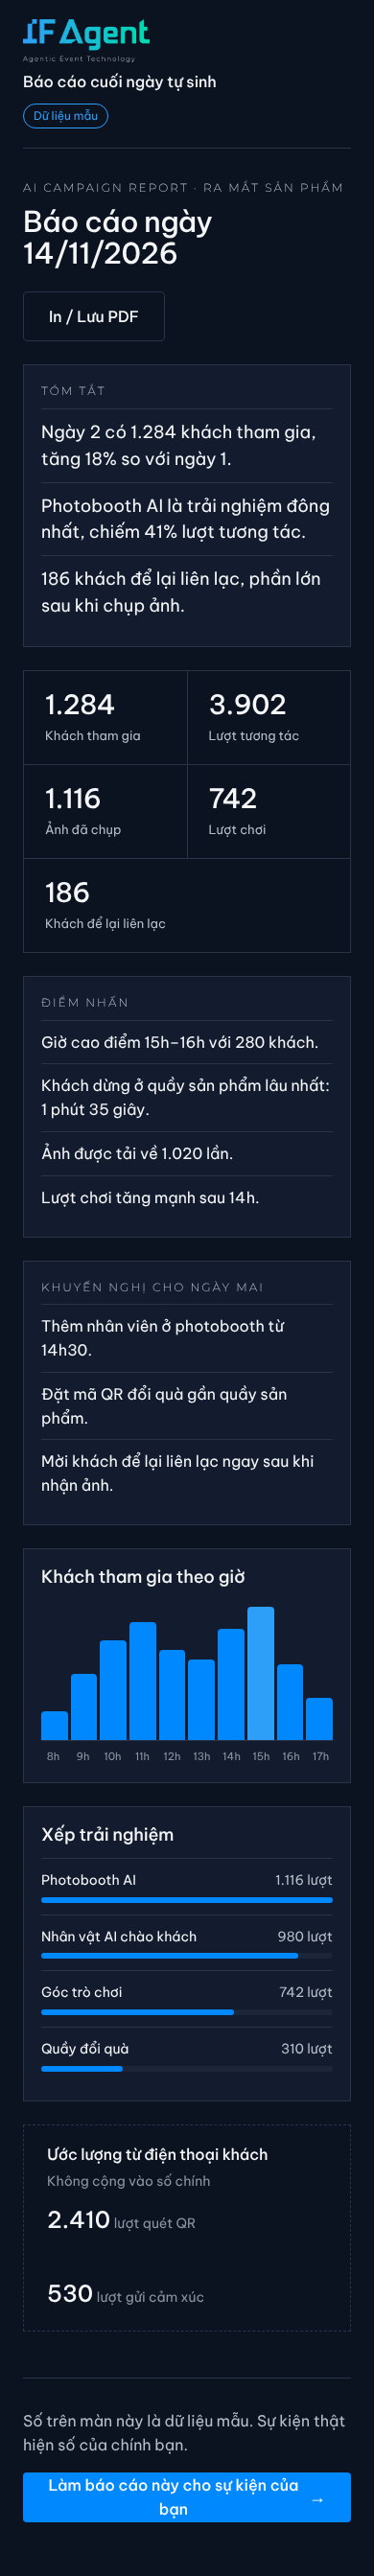 IF Agent
Agentic Event Technology
Báo cáo cuối ngày tự sinh
Dữ liệu mẫu
AI CAMPAIGN REPORT · RA MẮT SẢN PHẨM
Báo cáo ngày
14/11/2026
In / Lưu PDF
TÓM TẮT
Ngày 2 có 1.284 khách tham gia,
tăng 18% so với ngày 1.
Photobooth AI là trải nghiệm đông
nhất, chiếm 41% lượt tương tác.
186 khách để lại liên lạc, phần lớn
sau khi chụp ảnh.
1.284
Khách tham gia
3.902
Lượt tương tác
1.116
Ảnh đã chụp
742
Lượt chơi
186
Khách để lại liên lạc
ĐIỂM NHẤN
Giờ cao điểm 15h–16h với 280 khách.
Khách dừng ở quầy sản phẩm lâu nhất:
1 phút 35 giây.
Ảnh được tải về 1.020 lần.
Lượt chơi tăng mạnh sau 14h.
KHUYẾN NGHỊ CHO NGÀY MAI
Thêm nhân viên ở photobooth từ
14h30.
Đặt mã QR đổi quà gần quầy sản
phẩm.
Mời khách để lại liên lạc ngay sau khi
nhận ảnh.
Khách tham gia theo giờ
8h 9h 10h 11h 12h 13h 14h 15h 16h 17h
Xếp trải nghiệm
Photobooth AI 1.116 lượt
Nhân vật AI chào khách 980 lượt
Góc trò chơi 742 lượt
Quầy đổi quà 310 lượt
Ước lượng từ điện thoại khách
Không cộng vào số chính
2.410 lượt quét QR
530 lượt gửi cảm xúc
Số trên màn này là dữ liệu mẫu. Sự kiện thật
hiện số của chính bạn.
Làm báo cáo này cho sự kiện của
bạn →